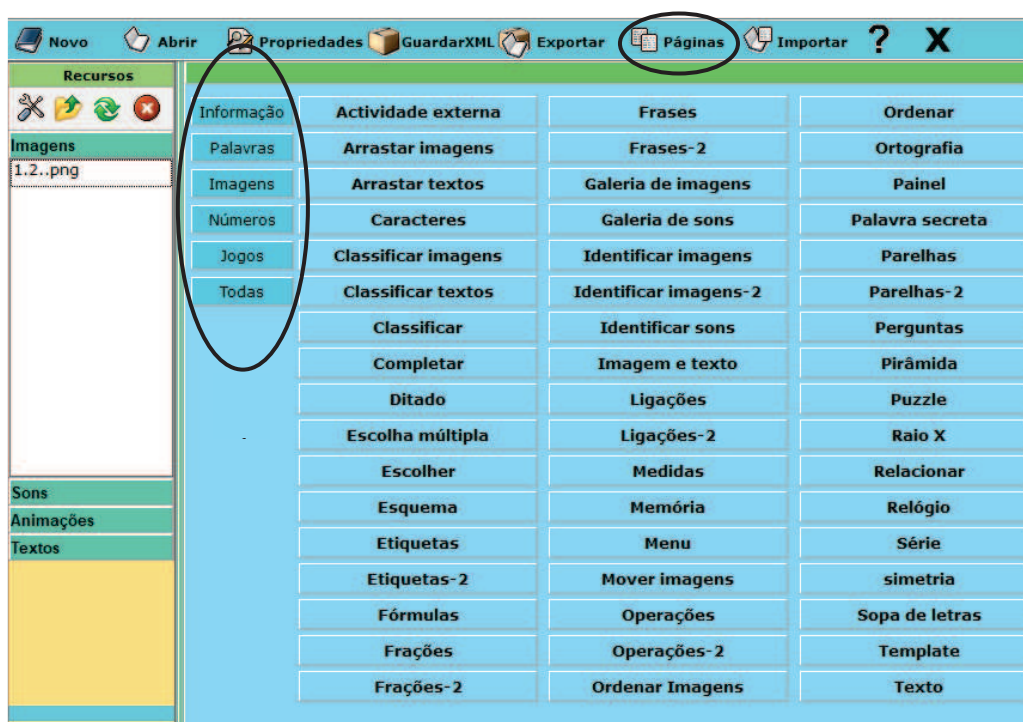 Novo Abrir Propriedades GuardarXML Exportar Páginas Importar ? X
Recursos
Imagens
1.2..png
Sons
Animações
Textos
Informação Actividade externa Frases Ordenar
Palavras Arrastar imagens Frases-2 Ortografia
Imagens Arrastar textos Galeria de imagens Painel
Números Caracteres Galeria de sons Palavra secreta
Jogos Classificar imagens Identificar imagens Parelhas
Todas Classificar textos Identificar imagens-2 Parelhas-2
Classificar Identificar sons Perguntas
Completar Imagem e texto Pirâmida
Ditado Ligações Puzzle
Escolha múltipla Ligações-2 Raio X
Escolher Medidas Relacionar
Esquema Memória Relógio
Etiquetas Menu Série
Etiquetas-2 Mover imagens simetria
Fórmulas Operações Sopa de letras
Frações Operações-2 Template
Frações-2 Ordenar Imagens Texto